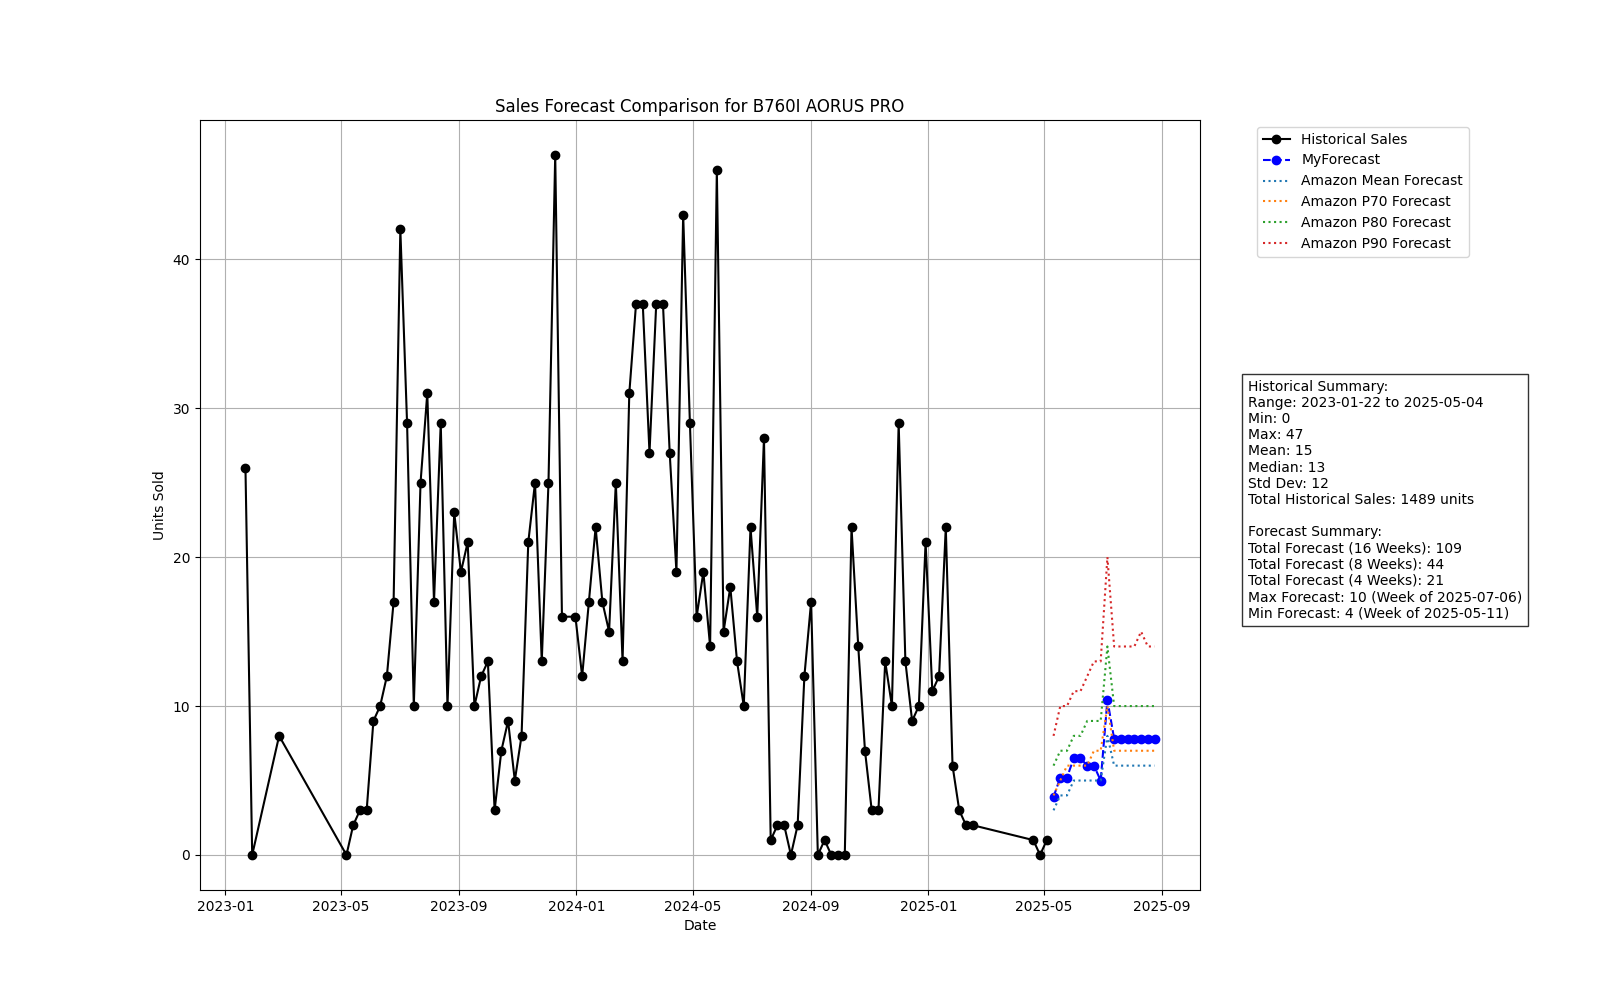 Sales Forecast Comparison for B760I AORUS PRO
Historical Sales
MyForecast
Amazon Mean Forecast
Amazon P70 Forecast
Amazon P80 Forecast
Amazon P90 Forecast
Units Sold
40
30
20
10
0
2023-01
2023-05
2023-09
2024-01
2024-05
2024-09
2025-01
2025-05
2025-09
Date
Historical Summary:
Range: 2023-01-22 to 2025-05-04
Min: 0
Max: 47
Mean: 15
Median: 13
Std Dev: 12
Total Historical Sales: 1489 units
Forecast Summary:
Total Forecast (16 Weeks): 109
Total Forecast (8 Weeks): 44
Total Forecast (4 Weeks): 21
Max Forecast: 10 (Week of 2025-07-06)
Min Forecast: 4 (Week of 2025-05-11)